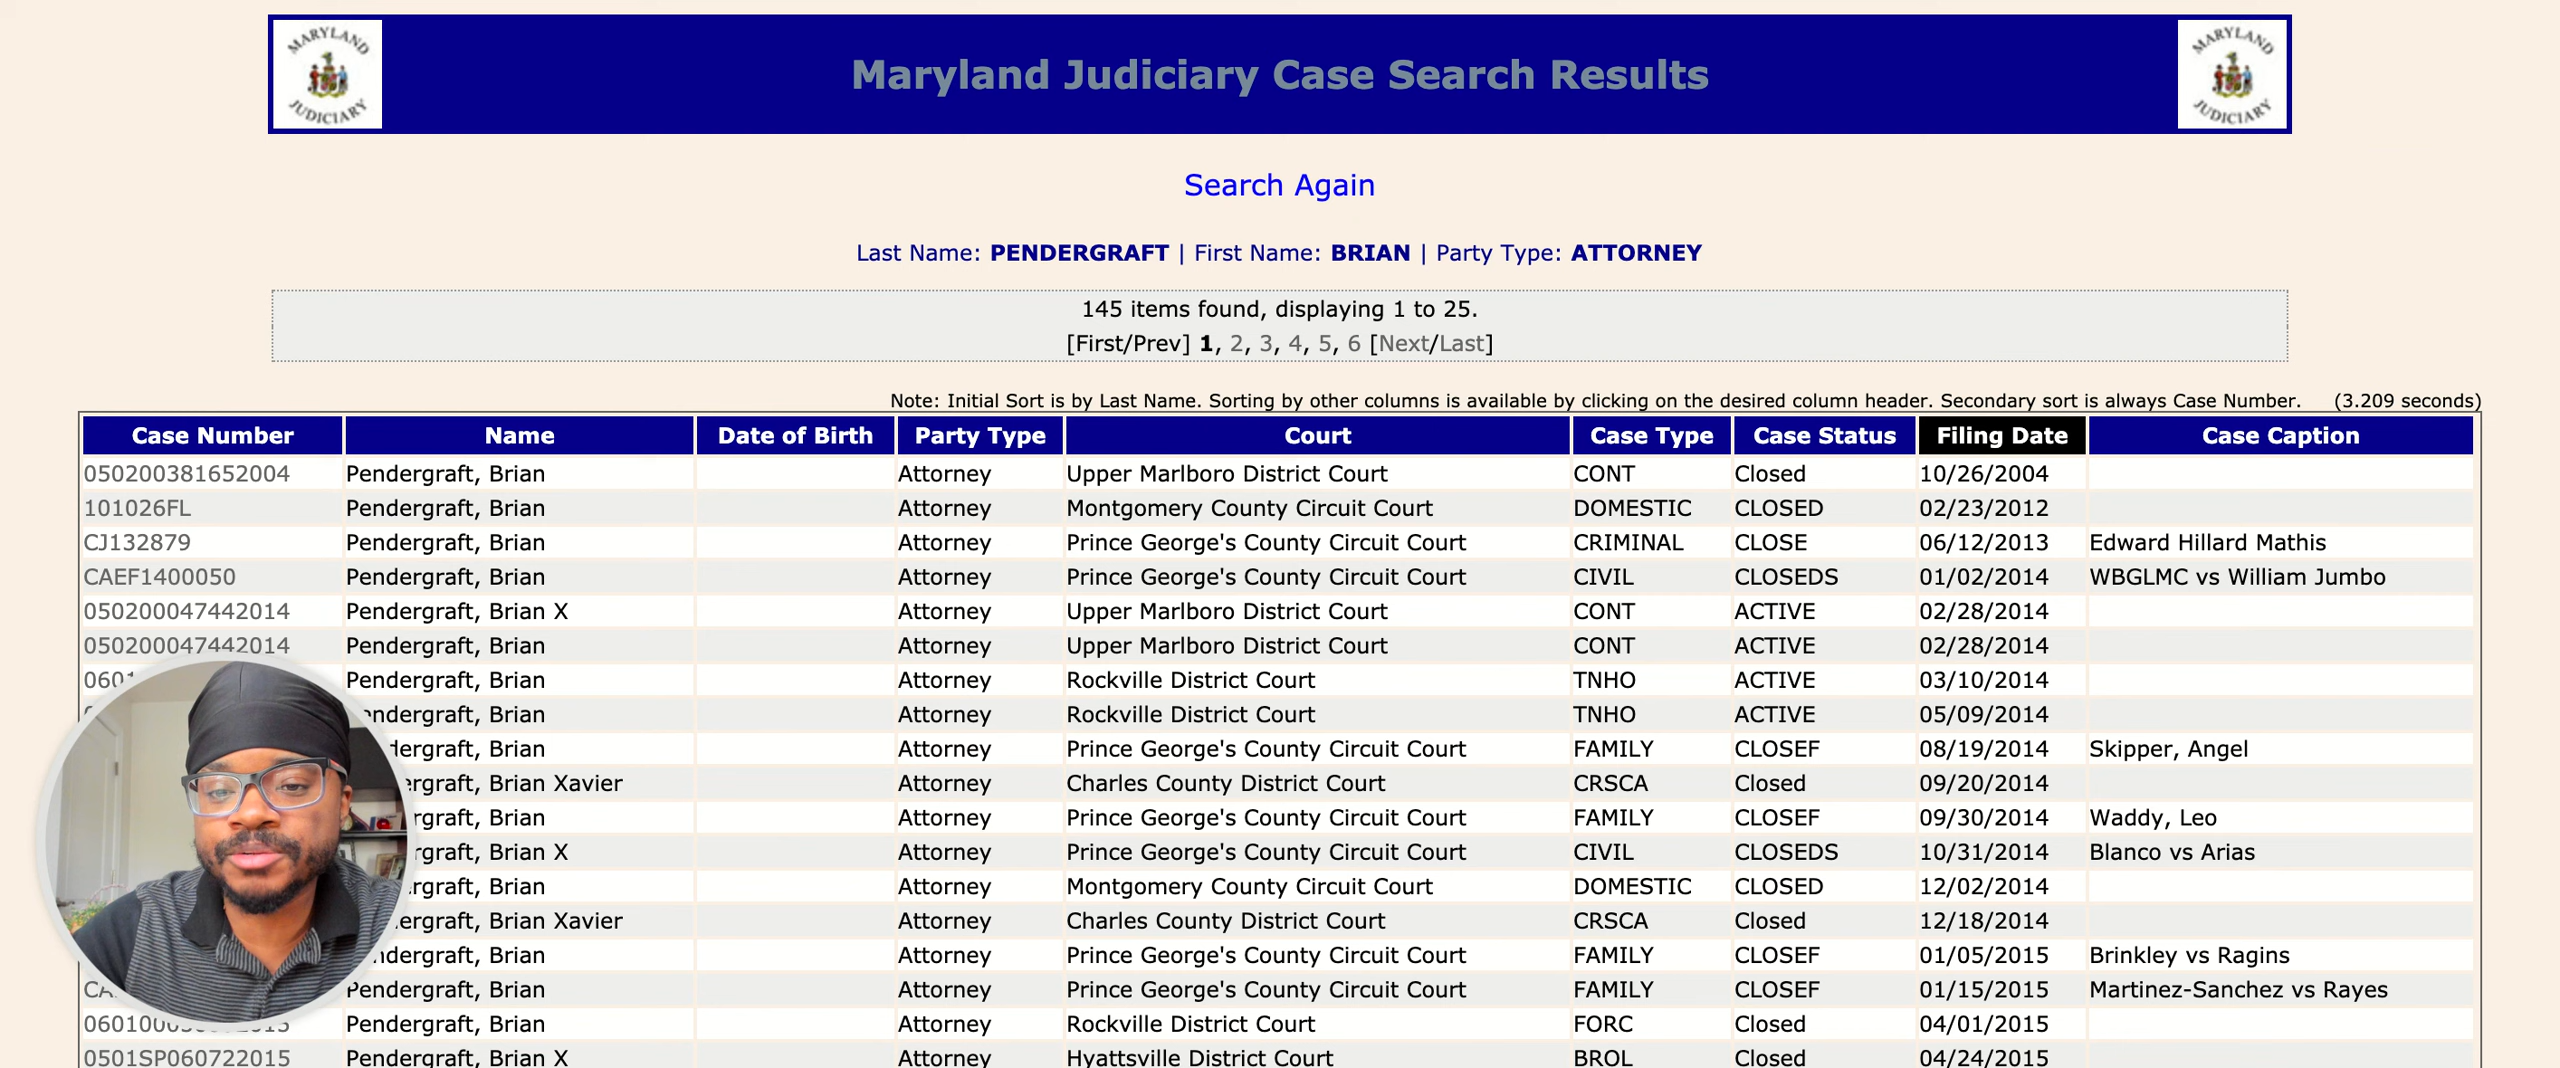 MARYLAND
JUDICIARY
Maryland Judiciary Case Search Results
MARYLAND
JUDICIARY
Search Again
Last Name: PENDERGRAFT | First Name: BRIAN | Party Type: ATTORNEY
145 items found, displaying 1 to 25.
[First/Prev] 1, 2, 3, 4, 5, 6 [Next/Last]
Note: Initial Sort is by Last Name. Sorting by other columns is available by clicking on the desired column header. Secondary sort is always Case Number. (3.209 seconds)
Case Number Name Date of Birth Party Type Court Case Type Case Status Filing Date Case Caption
050200381652004 Pendergraft, Brian Attorney Upper Marlboro District Court CONT Closed 10/26/2004
101026FL Pendergraft, Brian Attorney Montgomery County Circuit Court DOMESTIC CLOSED 02/23/2012
CJ132879 Pendergraft, Brian Attorney Prince George's County Circuit Court CRIMINAL CLOSE 06/12/2013 Edward Hillard Mathis
CAEF1400050 Pendergraft, Brian Attorney Prince George's County Circuit Court CIVIL CLOSEDS 01/02/2014 WBGLMC vs William Jumbo
050200047442014 Pendergraft, Brian X Attorney Upper Marlboro District Court CONT ACTIVE 02/28/2014
050200047442014 Pendergraft, Brian Attorney Upper Marlboro District Court CONT ACTIVE 02/28/2014
Pendergraft, Brian Attorney Rockville District Court TNHO ACTIVE 03/10/2014
Brian Attorney Rockville District Court TNHO ACTIVE 05/09/2014
Brian Attorney Prince George's County Circuit Court FAMILY CLOSEF 08/19/2014 Skipper, Angel
Brian Xavier Attorney Charles County District Court CRSCA Closed 09/20/2014
Brian Attorney Prince George's County Circuit Court FAMILY CLOSEF 09/30/2014 Waddy, Leo
Brian X Attorney Prince George's County Circuit Court CIVIL CLOSEDS 10/31/2014 Blanco vs Arias
Brian Attorney Montgomery County Circuit Court DOMESTIC CLOSED 12/02/2014
Brian Xavier Attorney Charles County District Court CRSCA Closed 12/18/2014
Brian Attorney Prince George's County Circuit Court FAMILY CLOSEF 01/05/2015 Brinkley vs Ragins
Pendergraft, Brian Attorney Prince George's County Circuit Court FAMILY CLOSEF 01/15/2015 Martinez-Sanchez vs Rayes
Pendergraft, Brian Attorney Rockville District Court FORC Closed 04/01/2015
0501SP060722015 Pendergraft, Brian X Attorney Hyattsville District Court BROL Closed 04/24/2015